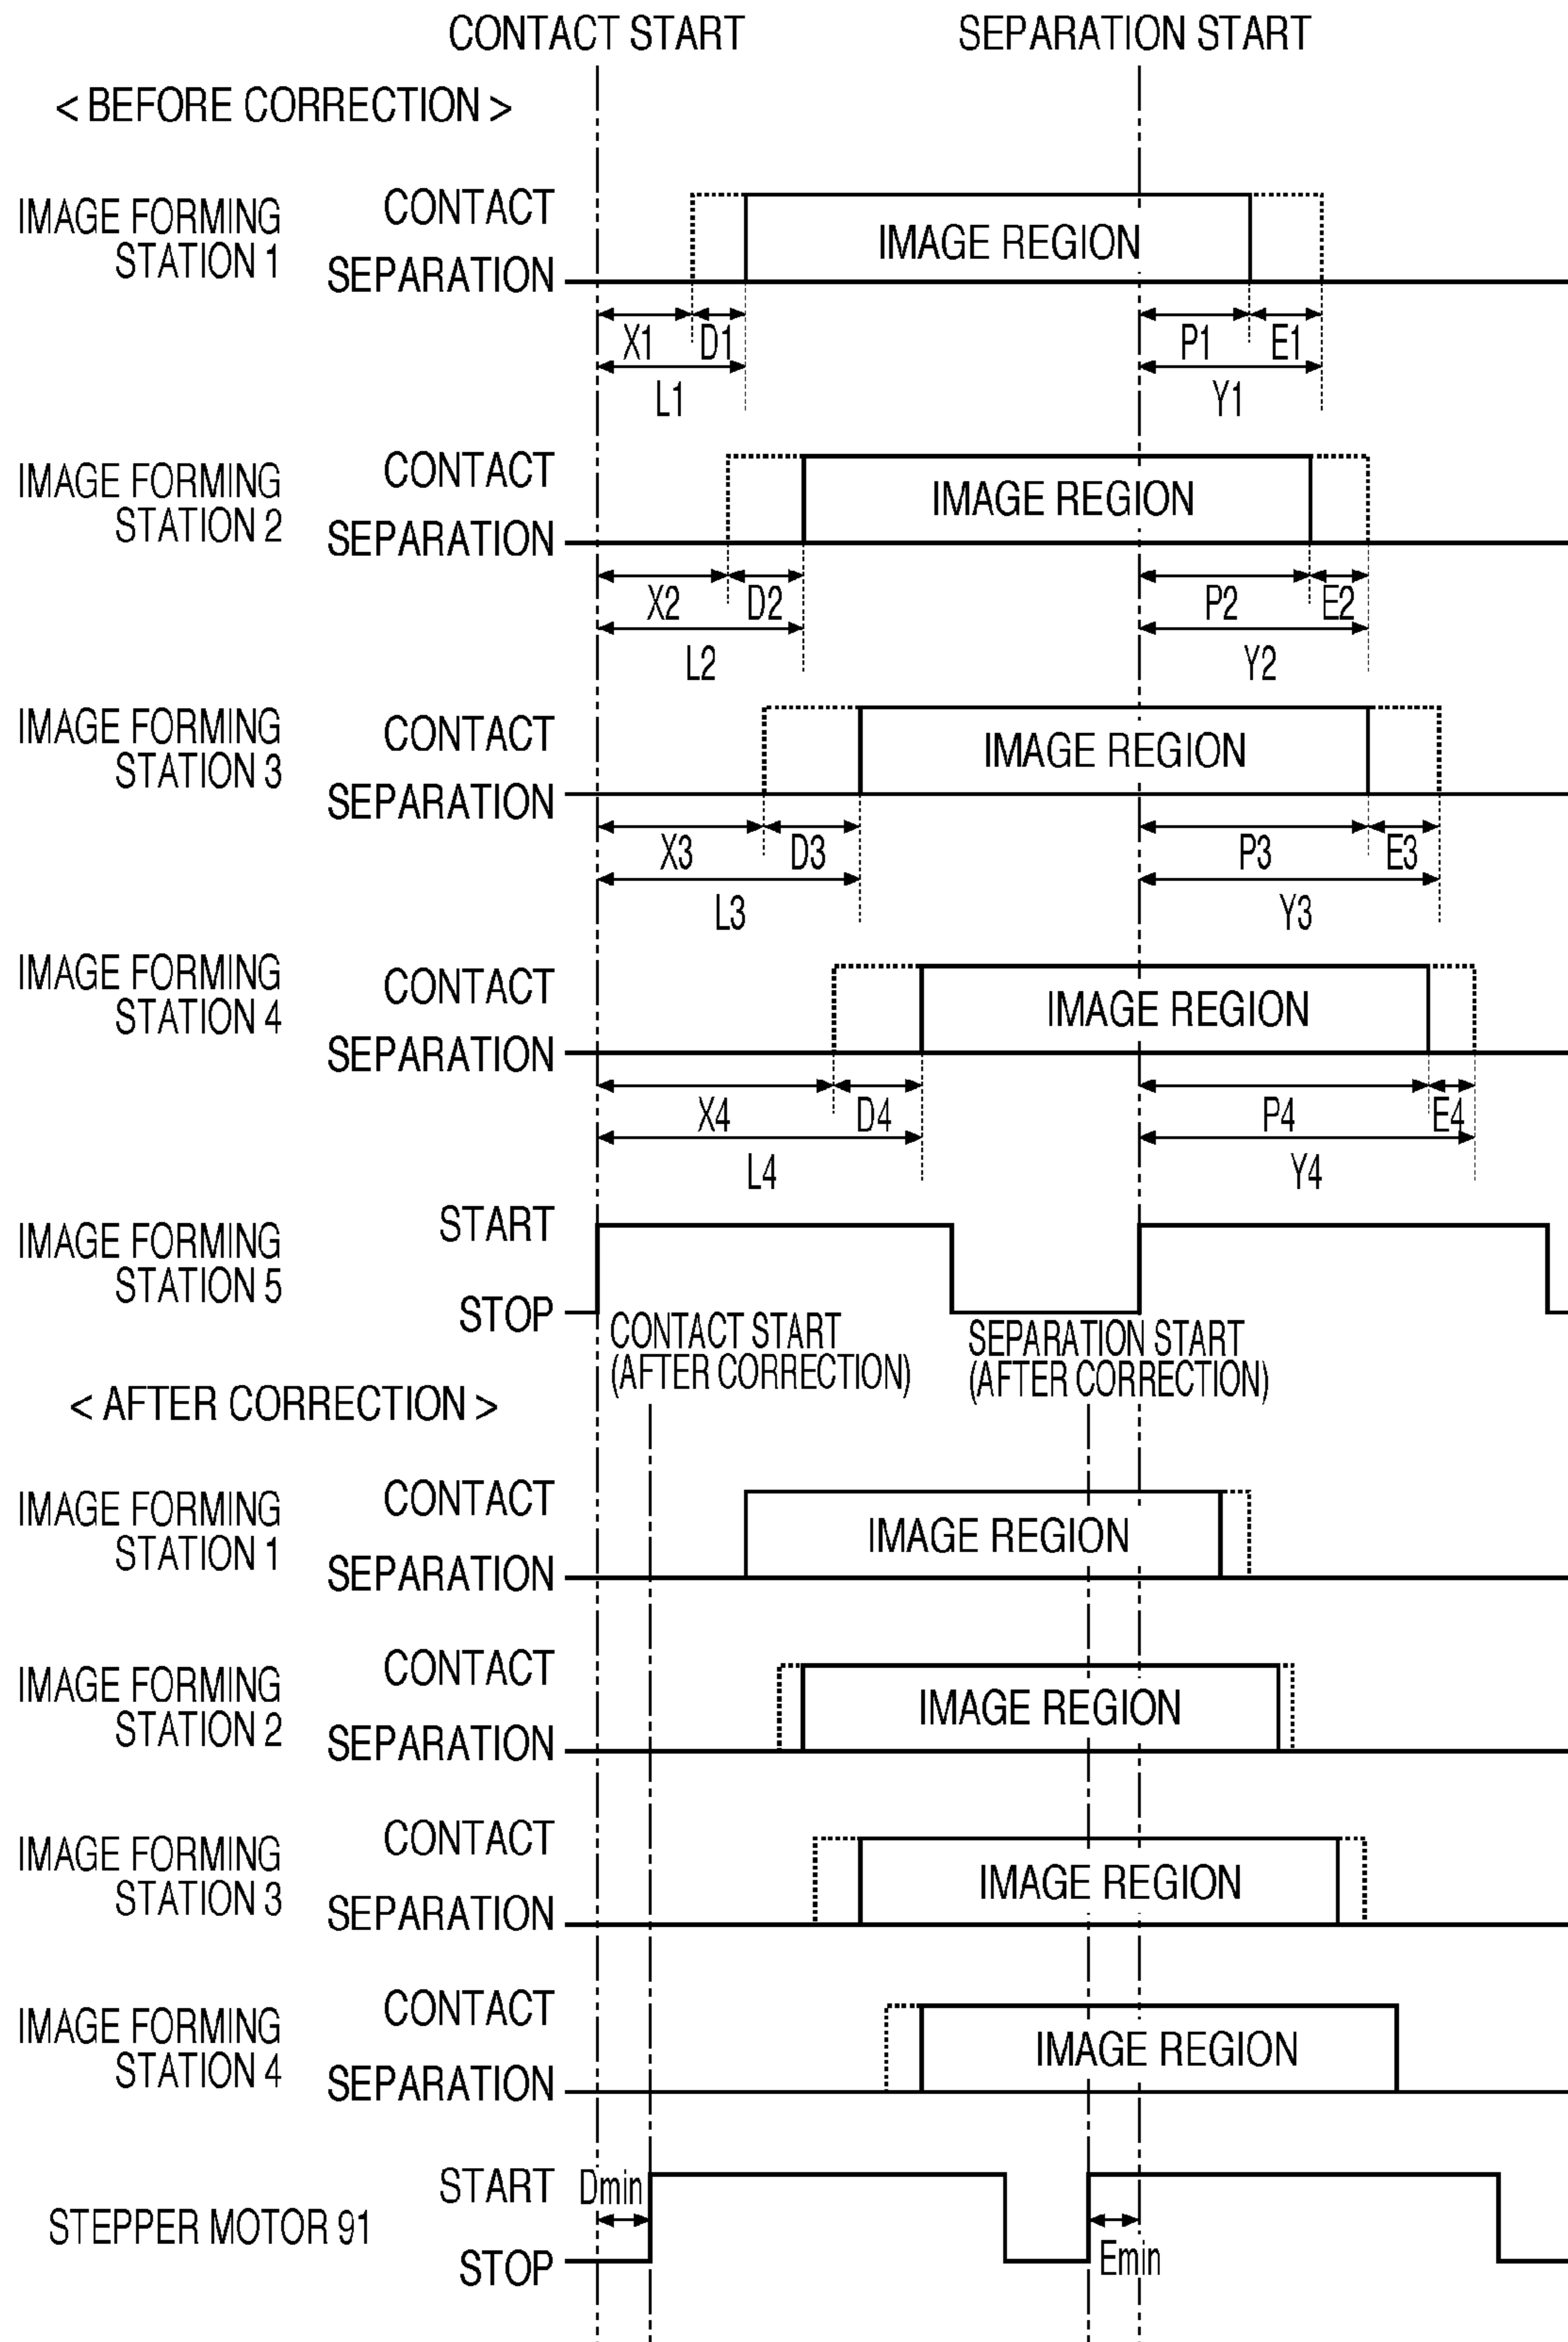 CONTACT START
SEPARATION START
< BEFORE CORRECTION >
IMAGE FORMING
STATION 1
CONTACT
SEPARATION
IMAGE REGION
X1
D1
L1
P1
E1
Y1
IMAGE FORMING
STATION 2
CONTACT
SEPARATION
IMAGE REGION
X2
D2
L2
P2
E2
Y2
IMAGE FORMING
STATION 3
CONTACT
SEPARATION
IMAGE REGION
X3
D3
L3
P3
E3
Y3
IMAGE FORMING
STATION 4
CONTACT
SEPARATION
IMAGE REGION
X4
D4
L4
P4
E4
Y4
IMAGE FORMING
STATION 5
START
STOP
CONTACT START
(AFTER CORRECTION)
SEPARATION START
(AFTER CORRECTION)
< AFTER CORRECTION >
IMAGE FORMING
STATION 1
CONTACT
SEPARATION
IMAGE REGION
IMAGE FORMING
STATION 2
CONTACT
SEPARATION
IMAGE REGION
IMAGE FORMING
STATION 3
CONTACT
SEPARATION
IMAGE REGION
IMAGE FORMING
STATION 4
CONTACT
SEPARATION
IMAGE REGION
STEPPER MOTOR 91
START
STOP
Dmin
Emin